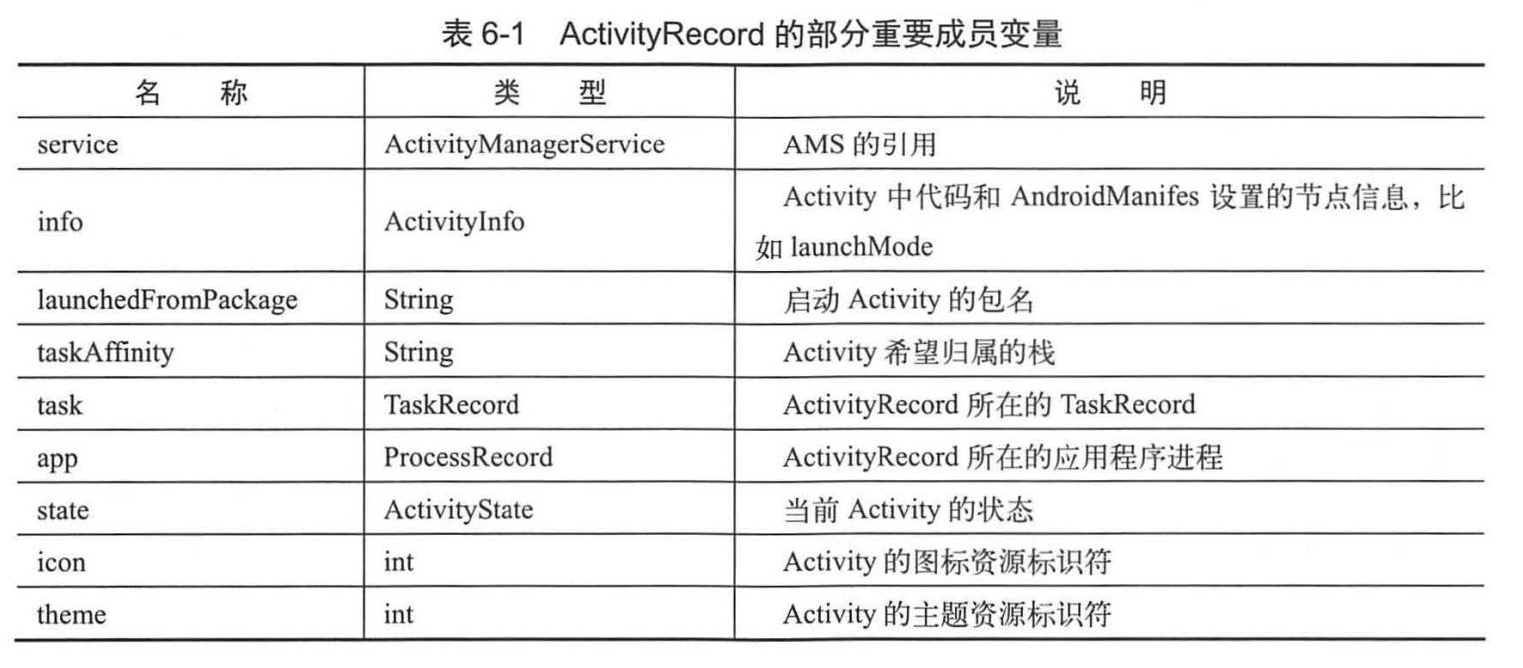 表 6-1 ActivityRecord 的部分重要成员变量
名 称 类 型 说 明
service ActivityManagerService AMS 的引用
info ActivityInfo Activity 中代码和 AndroidManifes 设置的节点信息，比
如 launchMode
launchedFromPackage String 启动 Activity 的包名
taskAffinity String Activity 希望归属的栈
task TaskRecord ActivityRecord 所在的 TaskRecord
app ProcessRecord ActivityRecord 所在的应用程序进程
state ActivityState 当前 Activity 的状态
icon int Activity 的图标资源标识符
theme int Activity 的主题资源标识符